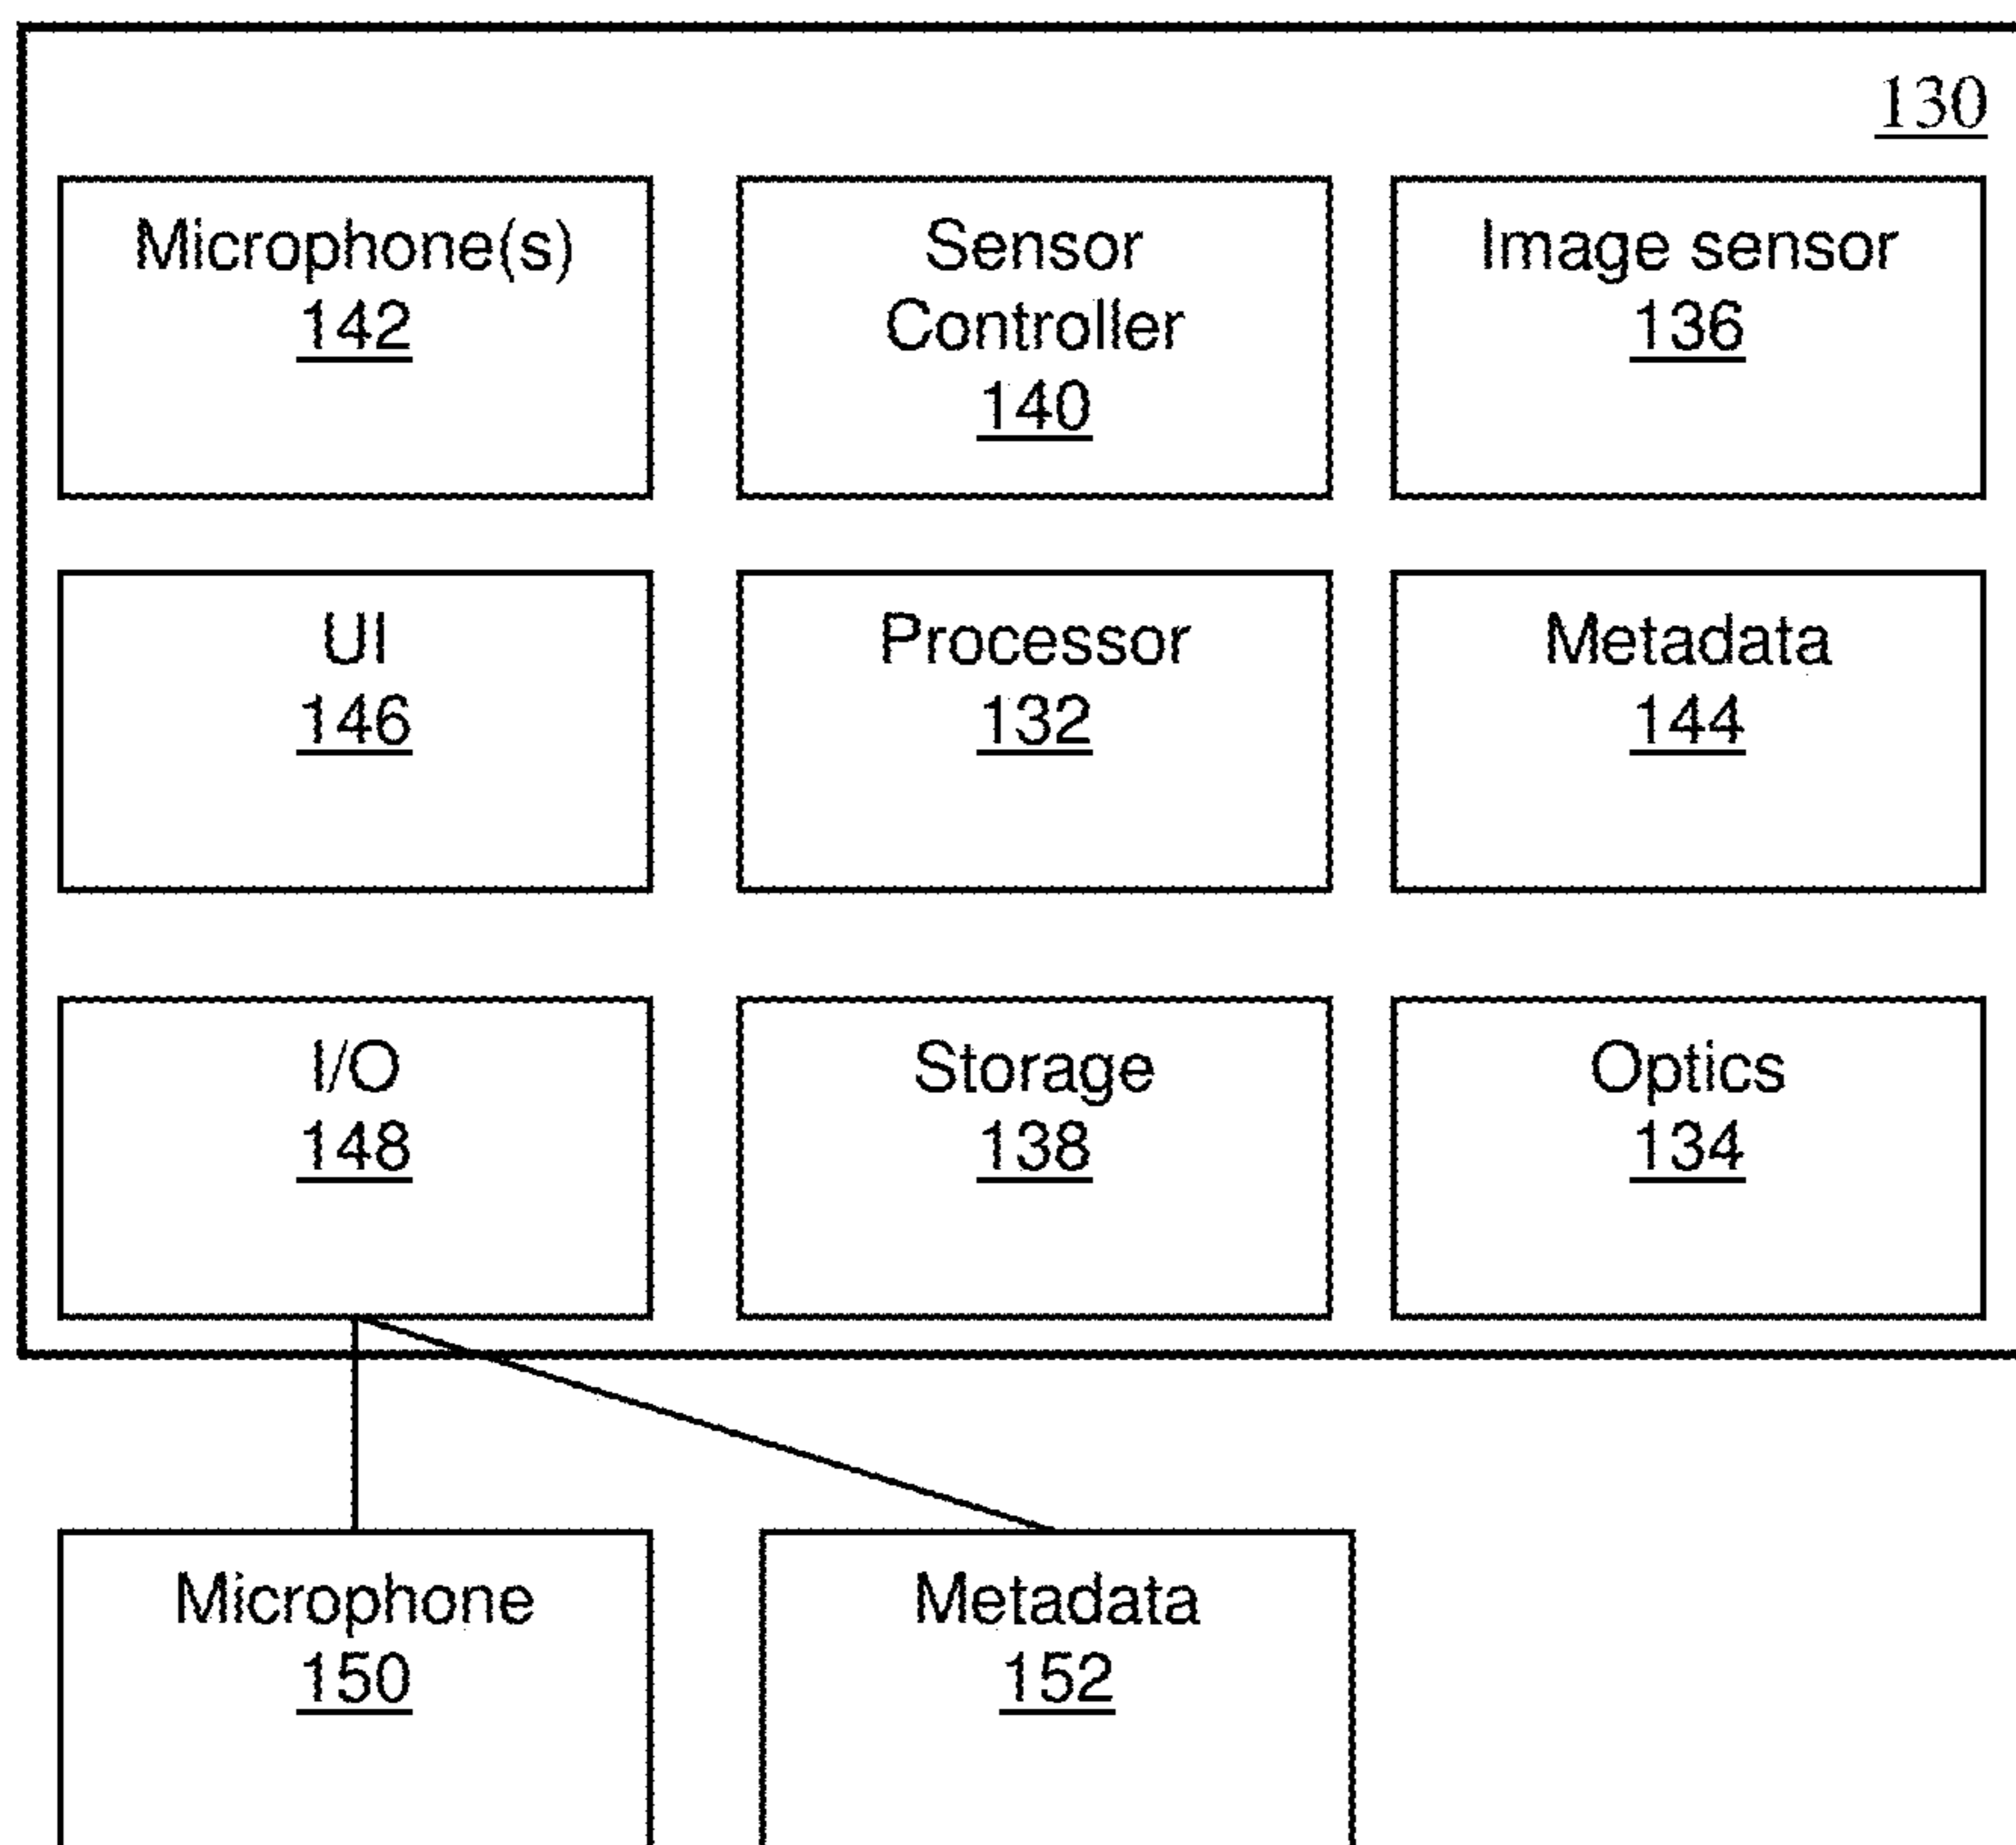 130
Microphone(s)
142
Sensor
Controller
140
Image sensor
136
UI
146
Processor
132
Metadata
144
I/O
148
Storage
138
Optics
134
Microphone
150
Metadata
152